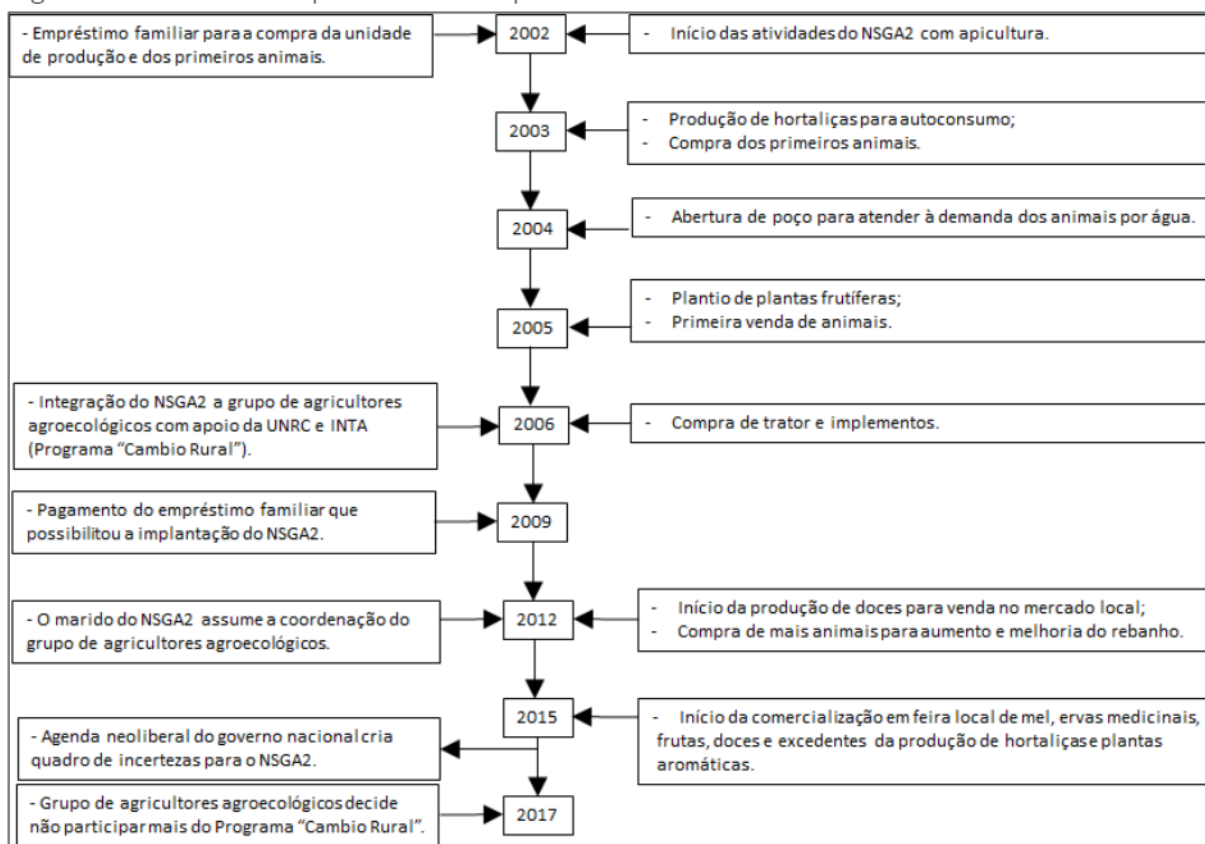 - Empréstimo familiar para a compra da unidade
de produção e dos primeiros animais.
2002
- Início das atividades do NSGA2 com apicultura.
2003
- Produção de hortaliças para autoconsumo;
- Compra dos primeiros animais.
2004
- Abertura de poço para atender à demanda dos animais por água.
2005
- Plantio de plantas frutíferas;
- Primeira venda de animais.
- Integração do NSGA2 a grupo de agricultores
agroecológicos com apoio da UNRC e INTA
(Programa “Cambio Rural”).
2006
- Compra de trator e implementos.
- Pagamento do empréstimo familiar que
possibilitou a implantação do NSGA2.
2009
- O marido do NSGA2 assume a coordenação do
grupo de agricultores agroecológicos.
2012
- Início da produção de doces para venda no mercado local;
- Compra de mais animais para aumento e melhoria do rebanho.
2015
- Início da comercialização em feira local de mel, ervas medicinais,
frutas, doces e excedentes da produção de hortaliças e plantas
aromáticas.
- Agenda neoliberal do governo nacional cria
quadro de incertezas para o NSGA2.
- Grupo de agricultores agroecológicos decide
não participar mais do Programa “Cambio Rural”.
2017